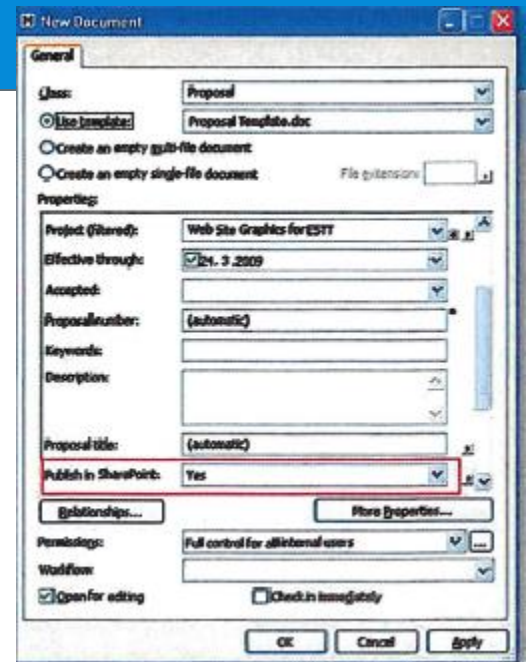 New Document
General
Class: Proposal
Use template: Proposal Template.doc
Create an empty multi-file document
Create an empty single-file document File extension:
Properties:
Project (filtered): Web Site Graphics for ESTT
Effective through: 24. 3 .2009
Accepted:
Proposal number: (automatic)
Keywords:
Description:
Proposal title: (automatic)
Publish in SharePoint: Yes
Relationships... More Properties...
Permissions: Full control for all internal users ...
Workflow:
Open for editing Check in immediately
OK Cancel Apply